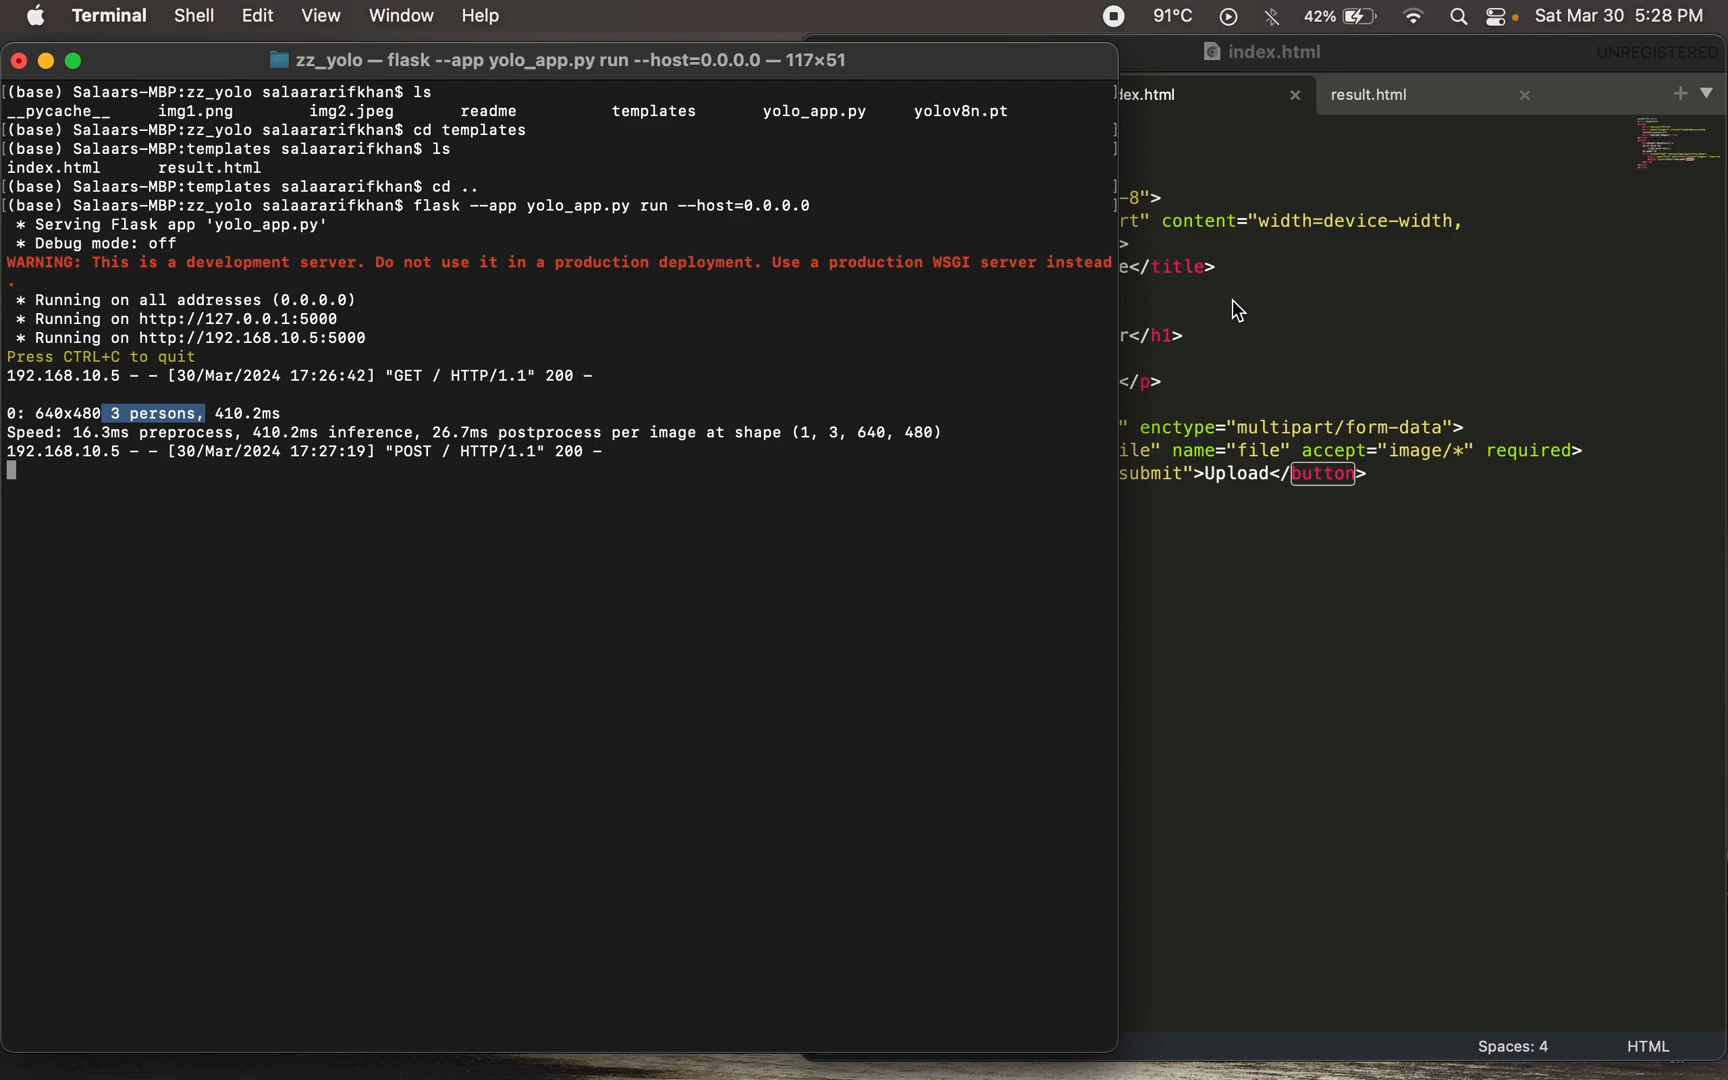 Terminal Shell Edit View Window Help 91°C 42% Sat Mar 30 5:28 PM
zz_yolo — flask --app yolo_app.py run --host=0.0.0.0 — 117×51
[(base) Salaars-MBP:zz_yolo salaararifkhan$ ls ]
__pycache__ img1.png img2.jpeg readme templates yolo_app.py yolov8n.pt
[(base) Salaars-MBP:zz_yolo salaararifkhan$ cd templates ]
[(base) Salaars-MBP:templates salaararifkhan$ ls ]
index.html result.html
[(base) Salaars-MBP:templates salaararifkhan$ cd .. ]
[(base) Salaars-MBP:zz_yolo salaararifkhan$ flask --app yolo_app.py run --host=0.0.0.0 ]
* Serving Flask app 'yolo_app.py'
* Debug mode: off
WARNING: This is a development server. Do not use it in a production deployment. Use a production WSGI server instead
.
* Running on all addresses (0.0.0.0)
* Running on http://127.0.0.1:5000
* Running on http://192.168.10.5:5000
Press CTRL+C to quit
192.168.10.5 - - [30/Mar/2024 17:26:42] "GET / HTTP/1.1" 200 -
0: 640x480 3 persons, 410.2ms
Speed: 16.3ms preprocess, 410.2ms inference, 26.7ms postprocess per image at shape (1, 3, 640, 480)
192.168.10.5 - - [30/Mar/2024 17:27:19] "POST / HTTP/1.1" 200 -
index.html UNREGISTERED
dex.html × result.html × +
-8">
rt" content="width=device-width,
>
e</title>
r</h1>
</p>
" enctype="multipart/form-data">
ile" name="file" accept="image/*" required>
submit">Upload</button>
Spaces: 4 HTML